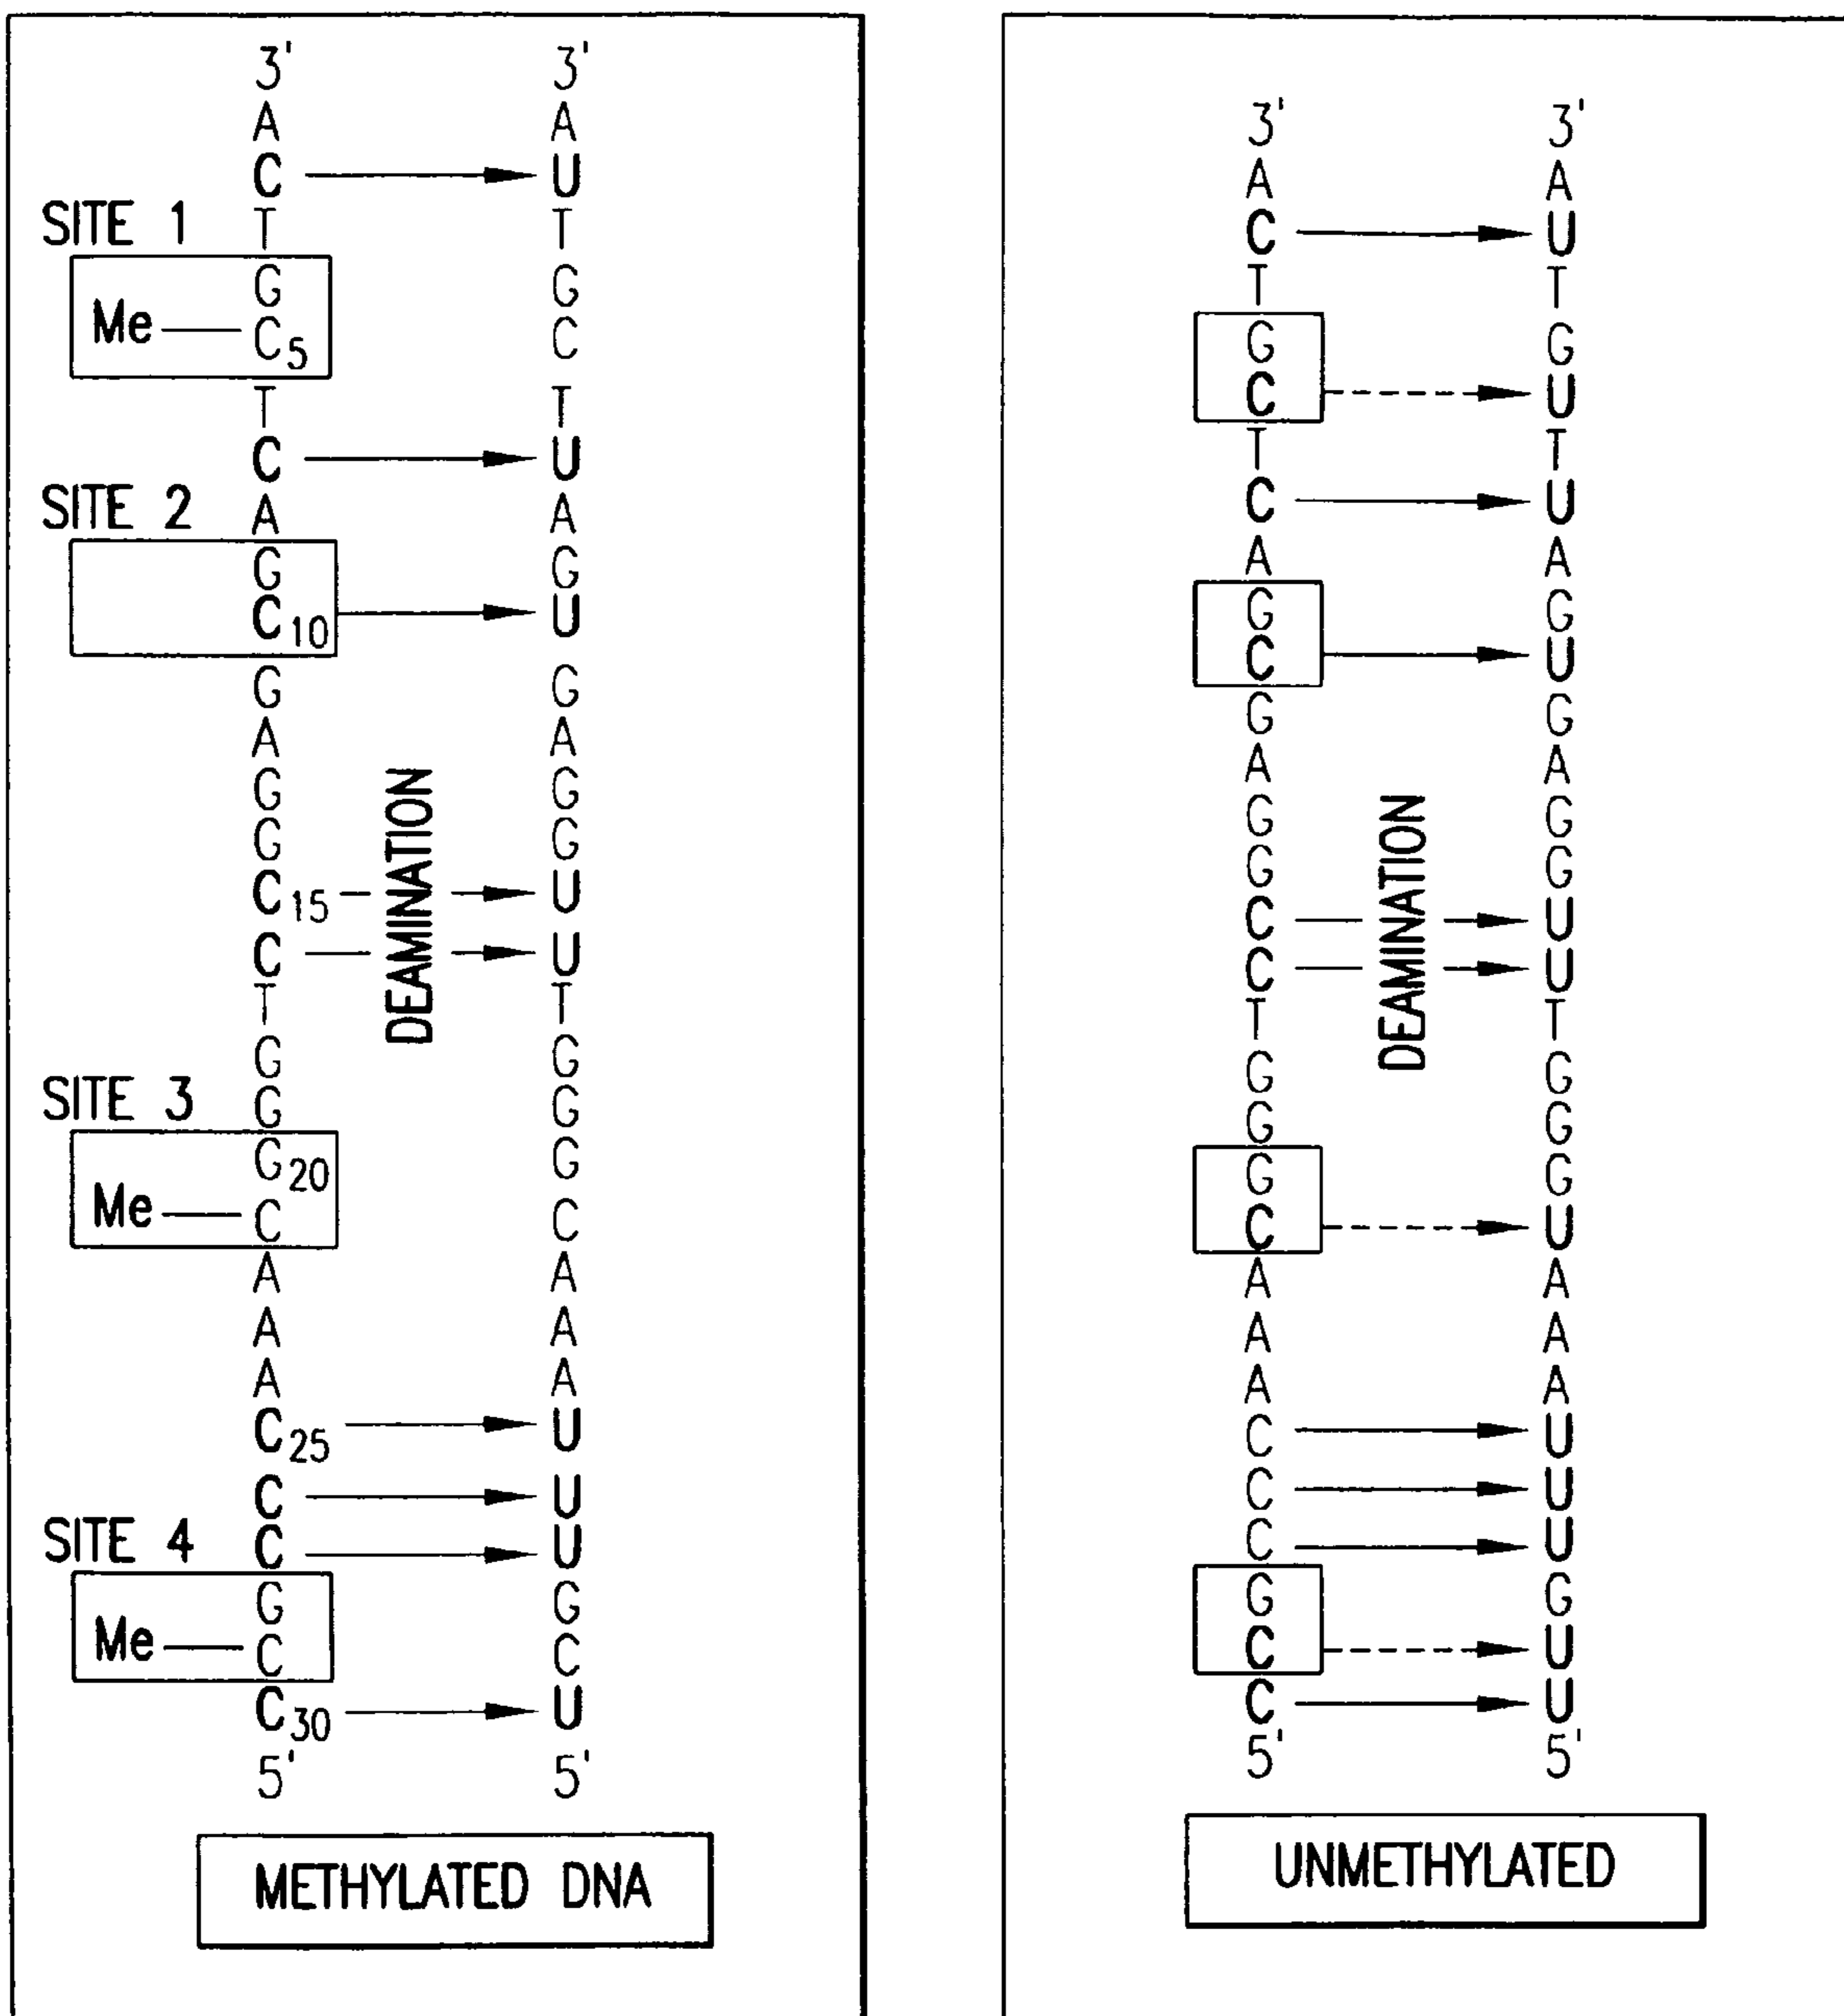 3' 3'
A A
C U
SITE 1
T T
G G
Me C5 C
T T
C U
SITE 2
A A
G G
C10 U
G G
A A
G G
G G
C15 U
DEAMINATION
C U
T T
G G
SITE 3
G G
G20 G
Me C C
A A
A A
A A
C25 U
C U
SITE 4
C U
G G
Me C C
C30 U
5' 5'
METHYLATED DNA
3' 3'
A A
C U
T T
G G
C U
T T
C U
A A
G G
C U
G G
A A
G G
G G
C U
DEAMINATION
C U
T T
G G
G G
G G
C U
A A
A A
A A
C U
C U
C U
G G
C U
C U
5' 5'
UNMETHYLATED